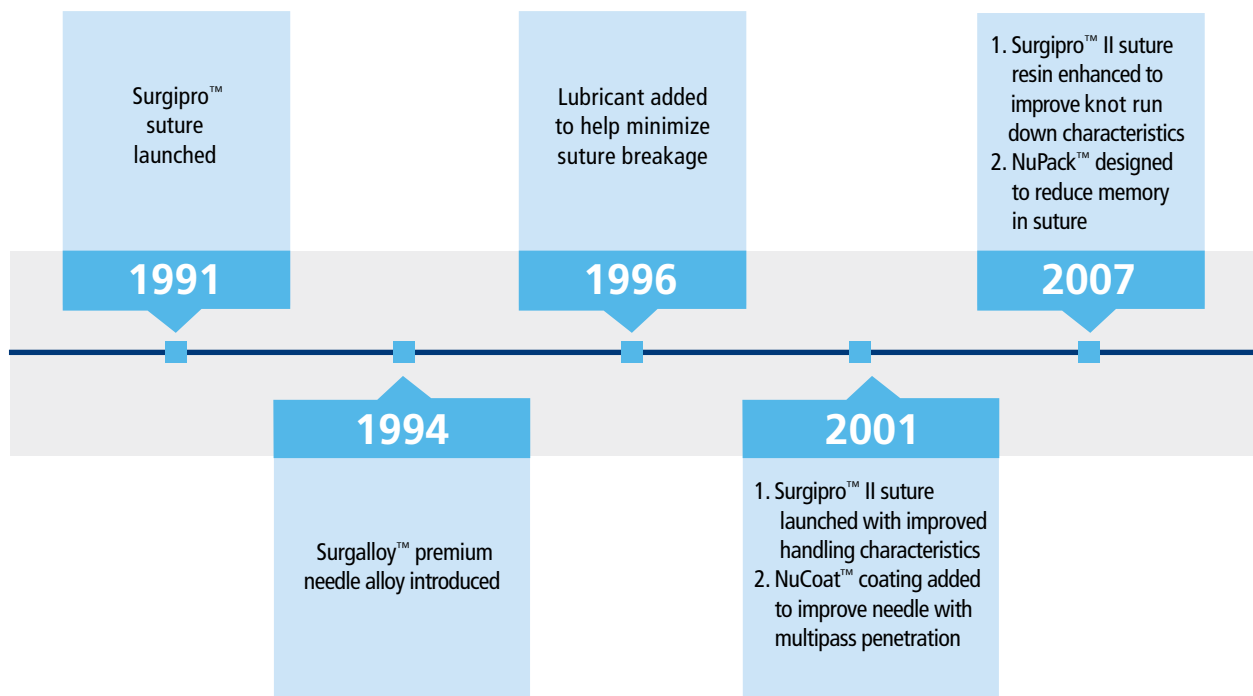 Surgipro™
suture
launched
1991
Surgalloy™ premium
needle alloy introduced
1994
Lubricant added
to help minimize
suture breakage
1996
2001
1. Surgipro™ II suture
launched with improved
handling characteristics
2. NuCoat™ coating added
to improve needle with
multipass penetration
1. Surgipro™ II suture
resin enhanced to
improve knot run
down characteristics
2. NuPack™ designed
to reduce memory
in suture
2007